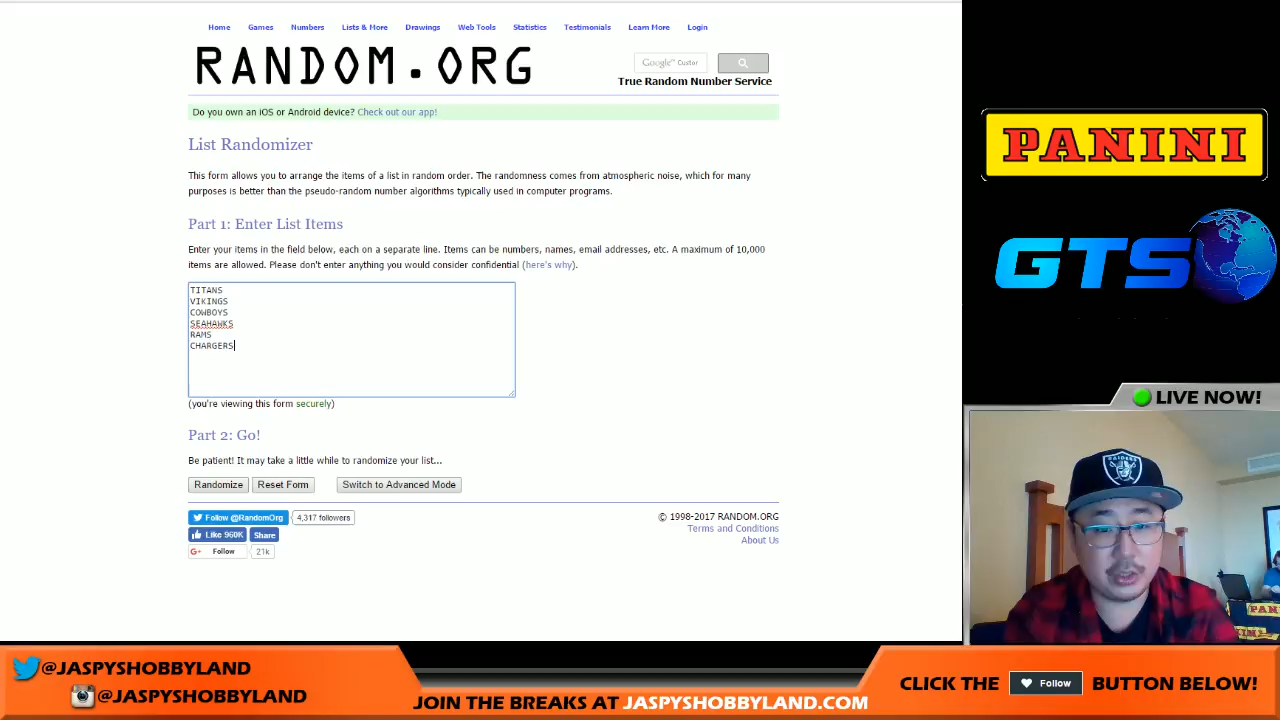 Home Games Numbers Lists & More Drawings Web Tools Statistics Testimonials Learn More Login
RANDOM.ORG
Google™ Custor
True Random Number Service
Do you own an iOS or Android device? Check out our app!
List Randomizer
This form allows you to arrange the items of a list in random order. The randomness comes from atmospheric noise, which for many
purposes is better than the pseudo-random number algorithms typically used in computer programs.
Part 1: Enter List Items
Enter your items in the field below, each on a separate line. Items can be numbers, names, email addresses, etc. A maximum of 10,000
items are allowed. Please don't enter anything you would consider confidential (here's why).
TITANS
VIKINGS
COWBOYS
SEAHAWKS
RAMS
CHARGERS
(you're viewing this form securely)
Part 2: Go!
Be patient! It may take a little while to randomize your list...
Randomize Reset Form Switch to Advanced Mode
Follow @RandomOrg 4,317 followers
Like 960K Share
Follow 21k
© 1998-2017 RANDOM.ORG
Terms and Conditions
About Us
PANINI
GTS
LIVE NOW!
RAIDERS
PANINI
@JASPYSHOBBYLAND
@JASPYSHOBBYLAND
JOIN THE BREAKS AT JASPYSHOBBYLAND.COM
CLICK THE Follow BUTTON BELOW!